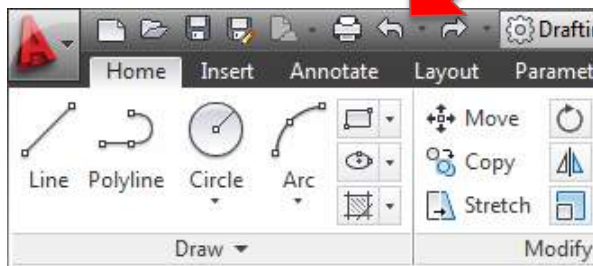 Drafti
Home Insert Annotate Layout Paramet
Line Polyline Circle Arc
Move
Copy
Stretch
Draw Modify